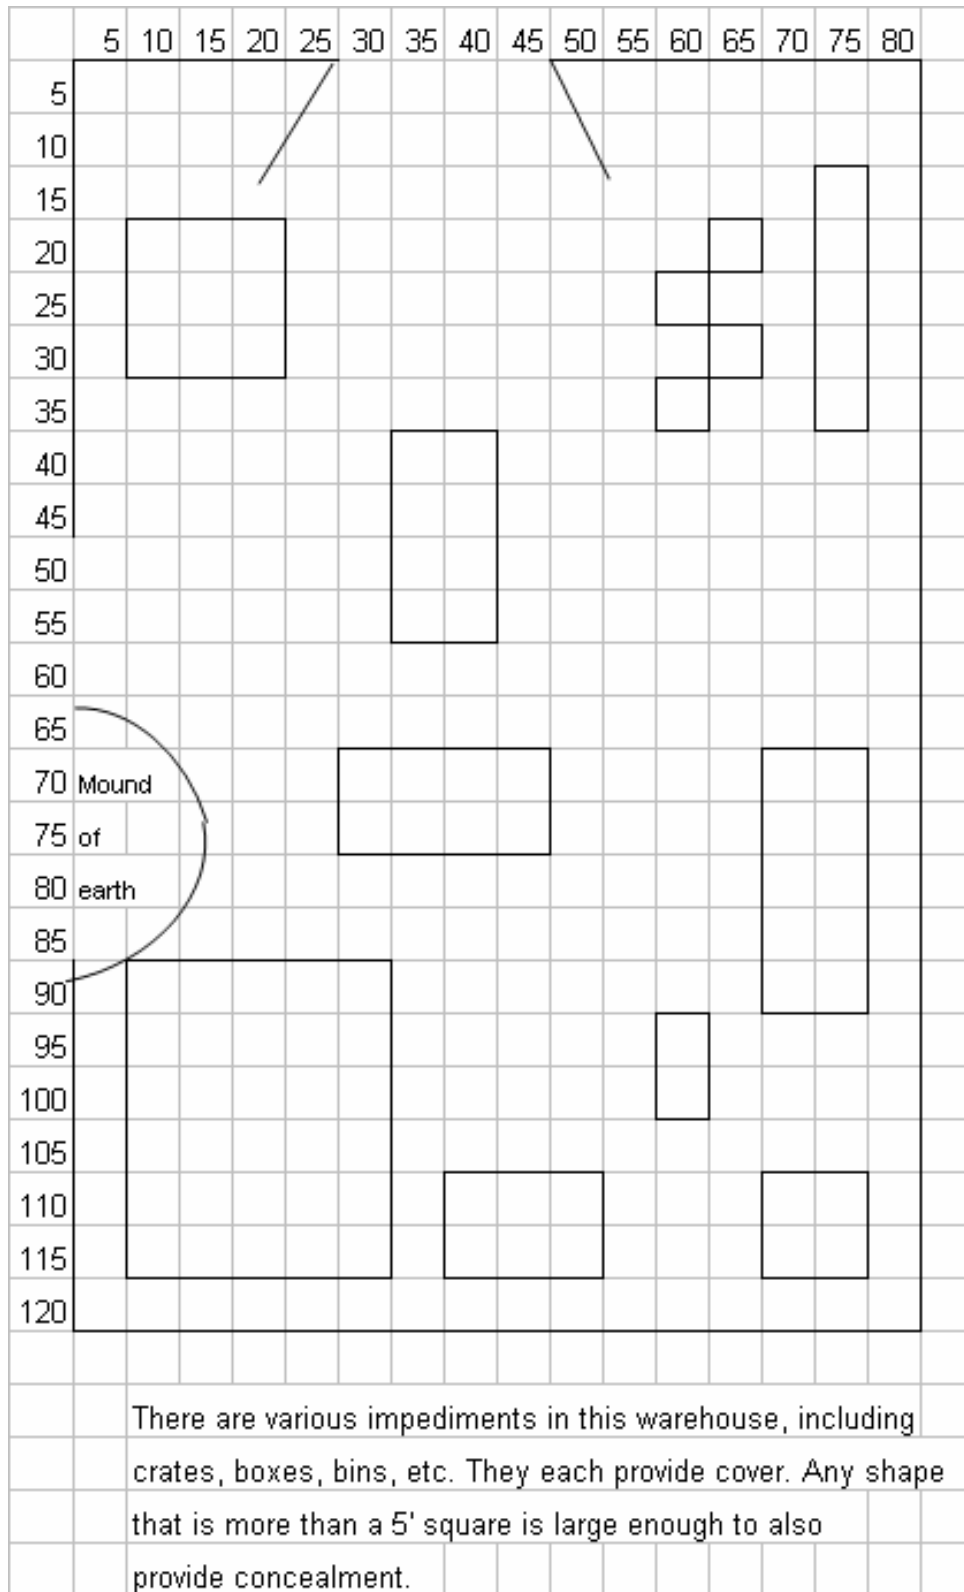 5 10 15 20 25 30 35 40 45 50 55 60 65 70 75 80
5
10
15
20
25
30
35
40
45
50
55
60
65
70 Mound
75 of
80 earth
85
90
95
100
105
110
115
120
There are various impediments in this warehouse, including
crates, boxes, bins, etc. They each provide cover. Any shape
that is more than a 5' square is large enough to also
provide concealment.